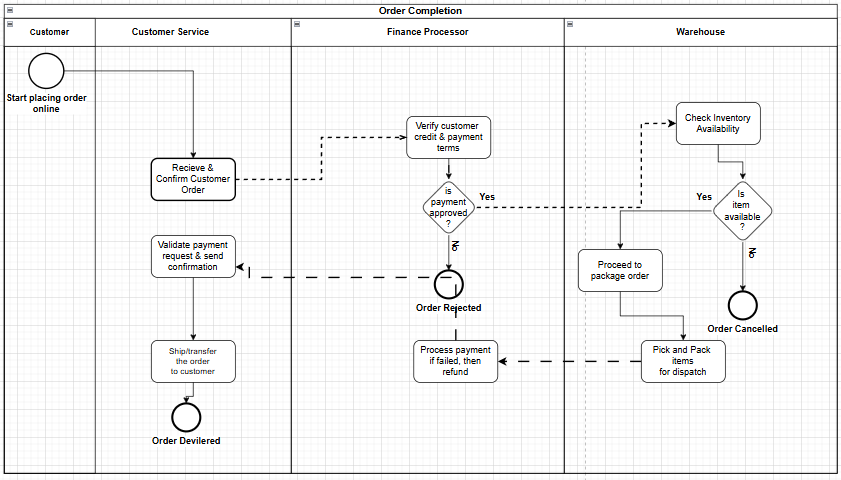 Order Completion
Customer
Customer Service
Finance Processor
Warehouse
Start placing order
online
Recieve &
Confirm Customer
Order
Verify customer
credit & payment
terms
Check Inventory
Availability
is
payment
approved
?
Yes
No
Is
item
available
?
Yes
No
Validate payment
request & send
confirmation
Order Rejected
Proceed to
package order
Order Cancelled
Ship/transfer
the order
to customer
Process payment
if failed, then
refund
Pick and Pack
items
for dispatch
Order Devilered